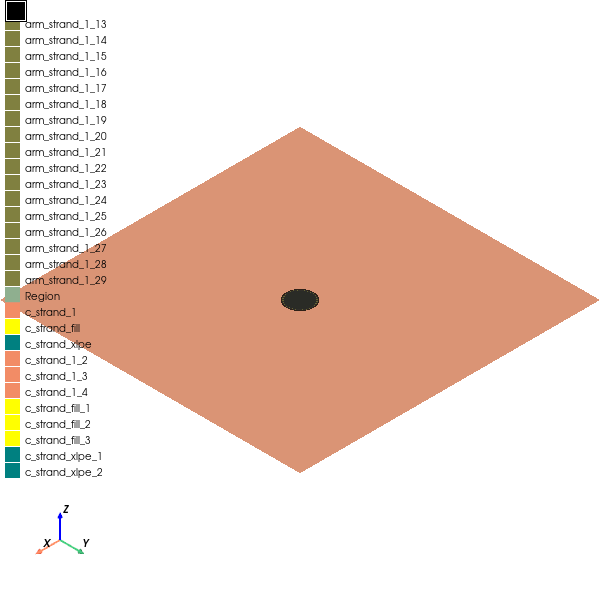 arm_strand_1_13
arm_strand_1_14
arm_strand_1_15
arm_strand_1_16
arm_strand_1_17
arm_strand_1_18
arm_strand_1_19
arm_strand_1_20
arm_strand_1_21
arm_strand_1_22
arm_strand_1_23
arm_strand_1_24
arm_strand_1_25
arm_strand_1_26
arm_strand_1_27
arm_strand_1_28
arm_strand_1_29
Region
c_strand_1
c_strand_fill
c_strand_xlpe
c_strand_1_2
c_strand_1_3
c_strand_1_4
c_strand_fill_1
c_strand_fill_2
c_strand_fill_3
c_strand_xlpe_1
c_strand_xlpe_2
Z
X Y